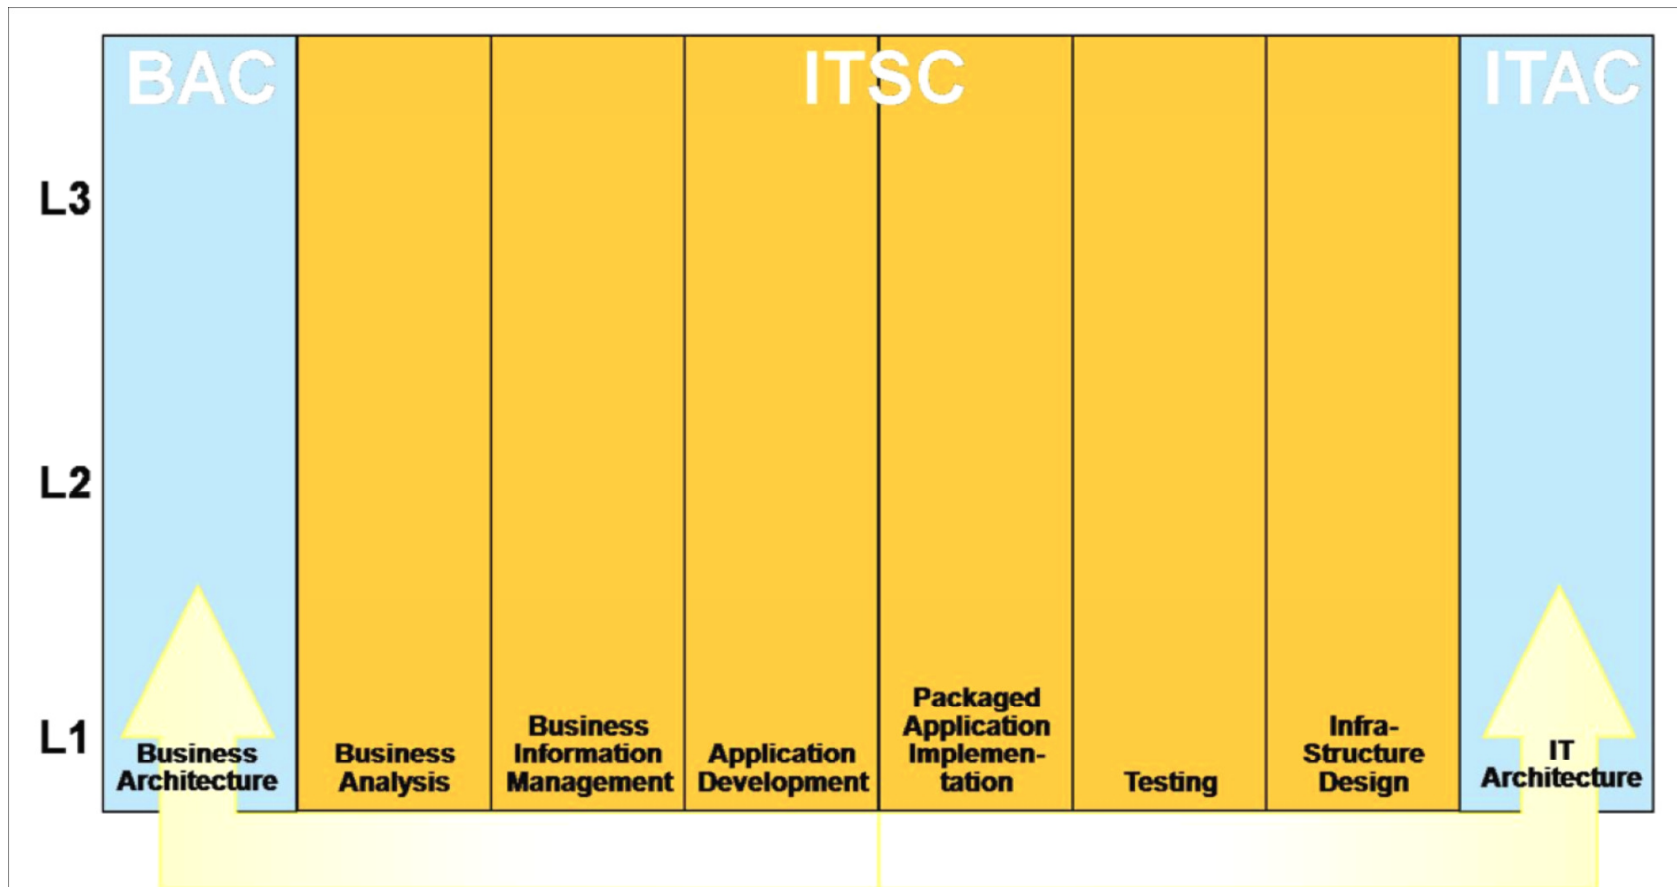 BAC
ITSC
ITAC
L3
L2
L1
Business
Architecture
Business
Analysis
Business
Information
Management
Application
Development
Packaged
Application
Implemen-
tation
Testing
Infra-
Structure
Design
IT
Architecture